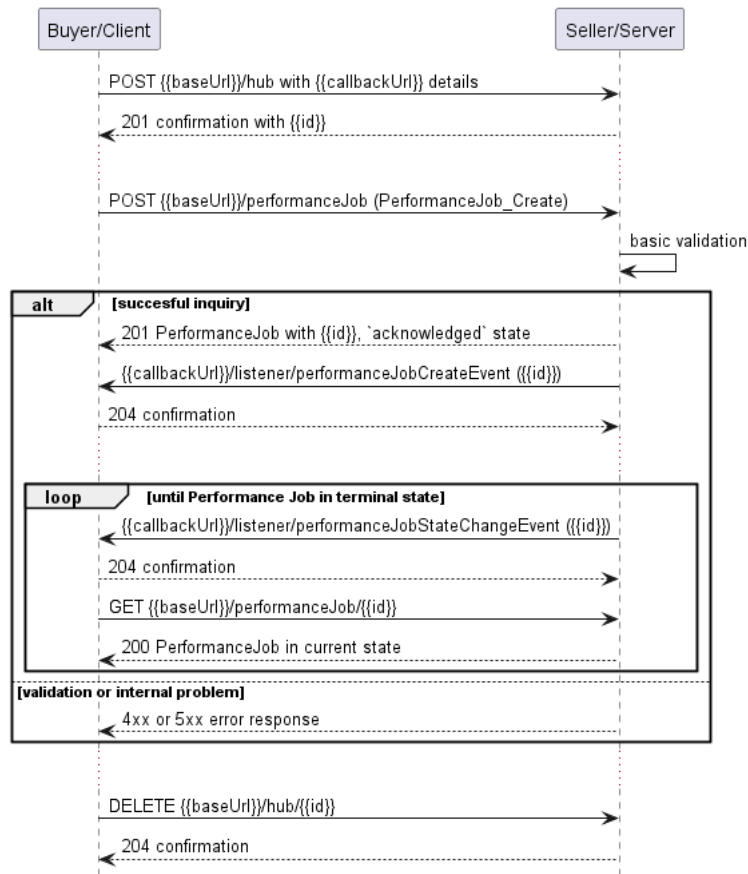 Buyer/Client
Seller/Server
POST {{baseUrl}}/hub with {{callbackUrl}} details
201 confirmation with {{id}}
POST {{baseUrl}}/performanceJob (PerformanceJob_Create)
basic validation
alt
[succesful inquiry]
201 PerformanceJob with {{id}}, `acknowledged` state
{{callbackUrl}}/listener/performanceJobCreateEvent ({{id}})
204 confirmation
loop
[until Performance Job in terminal state]
{{callbackUrl}}/listener/performanceJobStateChangeEvent ({{id}})
204 confirmation
GET {{baseUrl}}/performanceJob/{{id}}
200 PerformanceJob in current state
[validation or internal problem]
4xx or 5xx error response
DELETE {{baseUrl}}/hub/{{id}}
204 confirmation